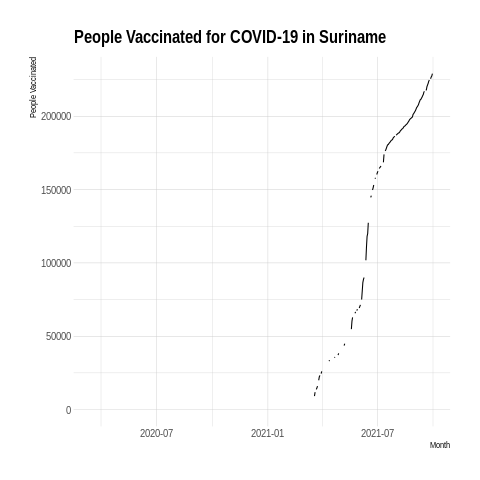 People Vaccinated for COVID-19 in Suriname
People Vaccinated
200000
150000
100000
50000
0
2020-07 2021-01 2021-07
Month